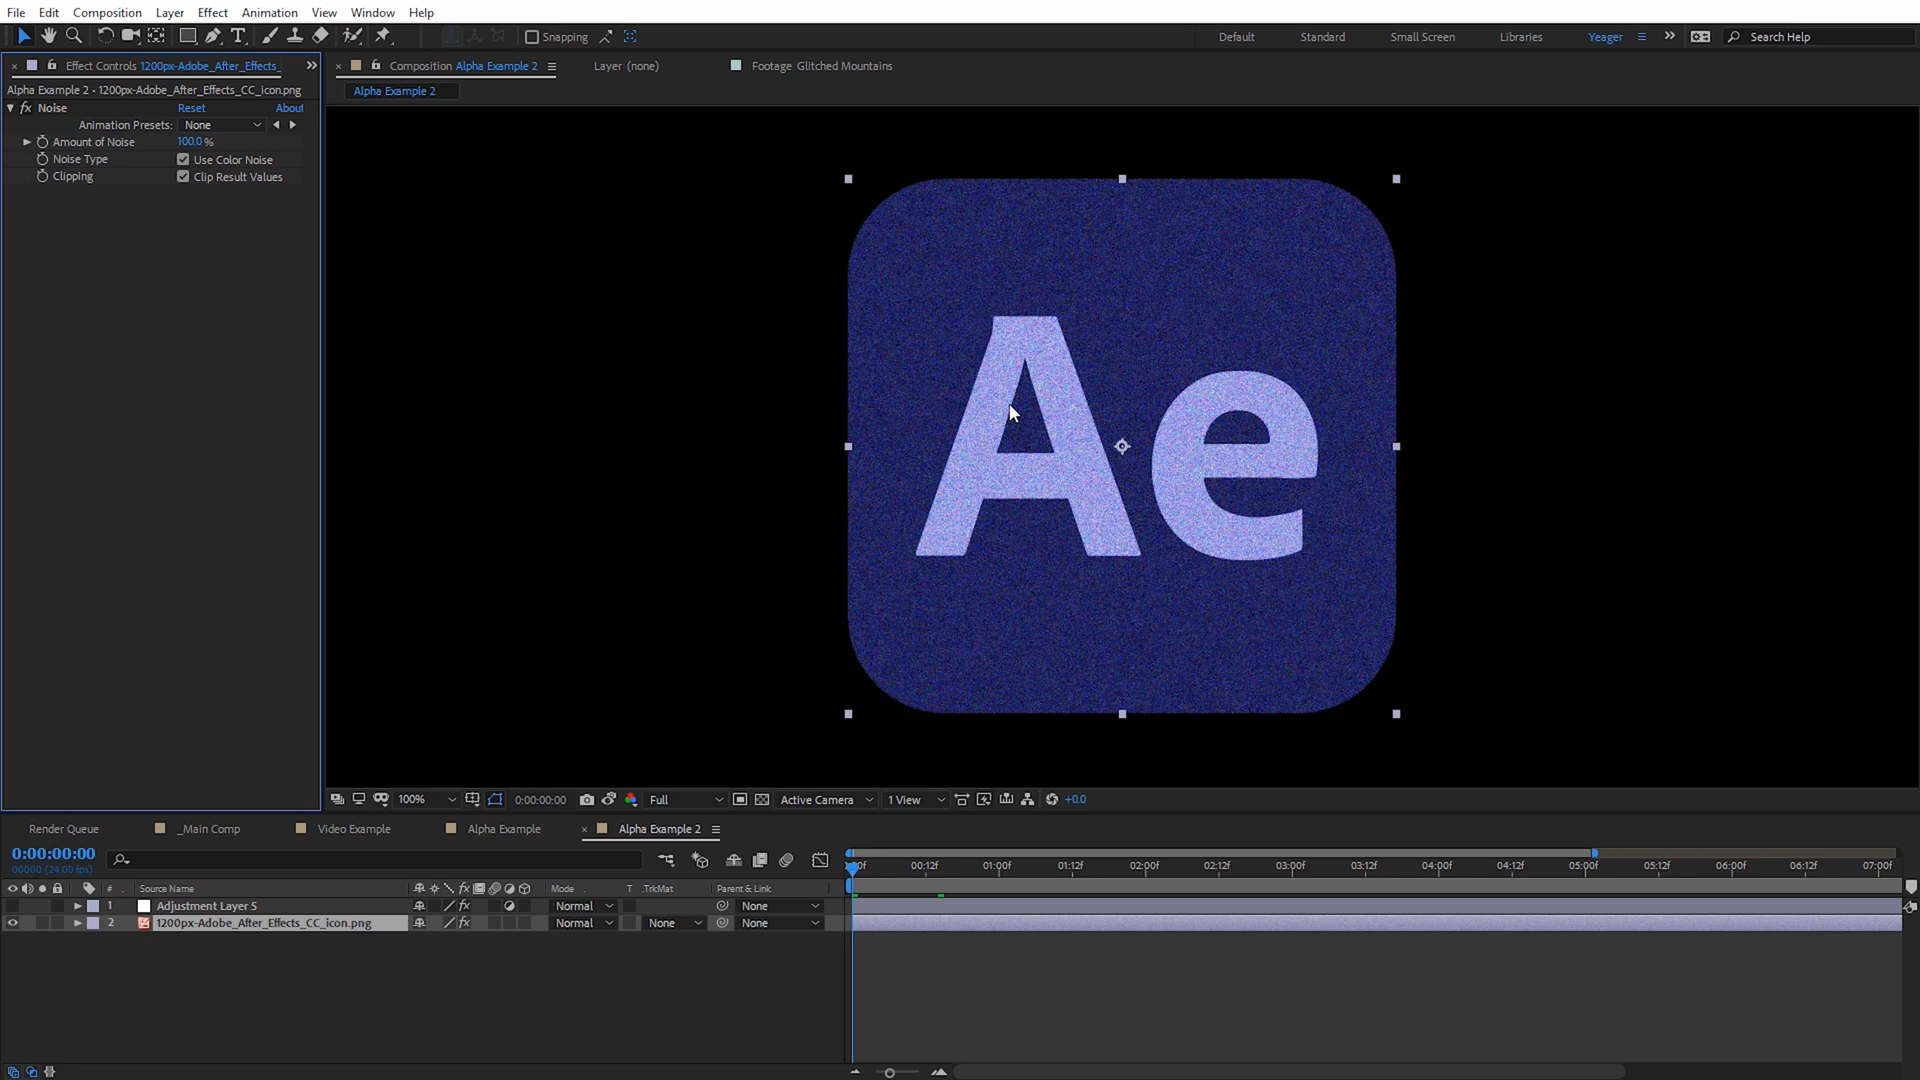 File Edit Composition Layer Effect Animation View Window Help
Snapping Default Standard Small Screen Libraries Yeager Search Help
Effect Controls 1200px-Adobe_After_Effects_
Composition Alpha Example 2 Layer (none) Footage Glitched Mountains
Alpha Example 2 • 1200px-Adobe_After_Effects_CC_icon.png
Alpha Example 2
fx Noise Reset About
Animation Presets: None
Amount of Noise 100.0 %
Noise Type Use Color Noise
Clipping Clip Result Values
Ae
100% 0:00:00:00 Full Active Camera 1 View +0.0
Render Queue _Main Comp Video Example Alpha Example Alpha Example 2
0:00:00:00
00000 (24.00 fps)
00:12f 01:00f 01:12f 02:00f 02:12f 03:00f 03:12f 04:00f 04:12f 05:00f 05:12f 06:00f 06:12f 07:00f
# Source Name fx Mode T .TrkMat Parent & Link
1 Adjustment Layer 5 fx Normal None
2 1200px-Adobe_After_Effects_CC_icon.png fx Normal None None